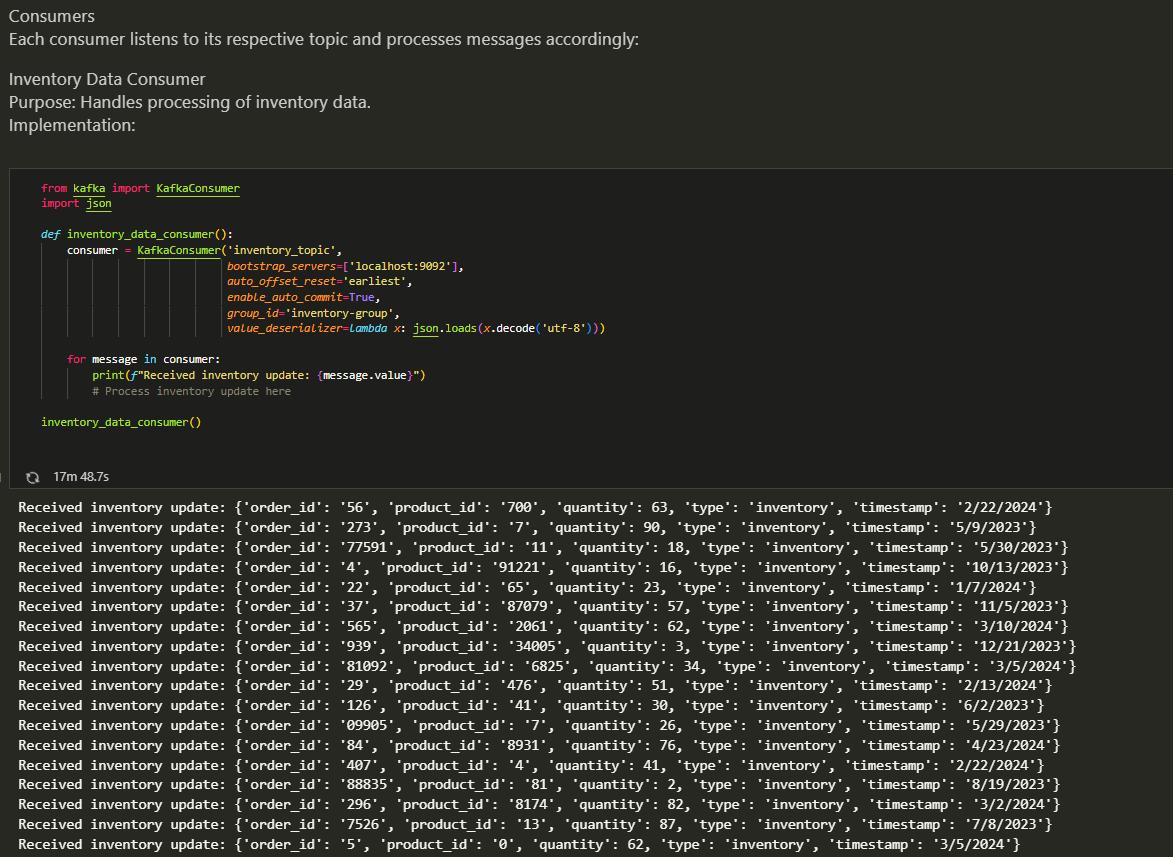 Consumers
Each consumer listens to its respective topic and processes messages accordingly:
Inventory Data Consumer
Purpose: Handles processing of inventory data.
Implementation:
from kafka import KafkaConsumer
import json
def inventory_data_consumer():
consumer = KafkaConsumer('inventory_topic',
bootstrap_servers=['localhost:9092'],
auto_offset_reset='earliest',
enable_auto_commit=True,
group_id='inventory-group',
value_deserializer=lambda x: json.loads(x.decode('utf-8')))
for message in consumer:
print(f"Received inventory update: {message.value}")
# Process inventory update here
inventory_data_consumer()
17m 48.7s
Received inventory update: {'order_id': '56', 'product_id': '700', 'quantity': 63, 'type': 'inventory', 'timestamp': '2/22/2024'}
Received inventory update: {'order_id': '273', 'product_id': '7', 'quantity': 90, 'type': 'inventory', 'timestamp': '5/9/2023'}
Received inventory update: {'order_id': '77591', 'product_id': '11', 'quantity': 18, 'type': 'inventory', 'timestamp': '5/30/2023'}
Received inventory update: {'order_id': '4', 'product_id': '91221', 'quantity': 16, 'type': 'inventory', 'timestamp': '10/13/2023'}
Received inventory update: {'order_id': '22', 'product_id': '65', 'quantity': 23, 'type': 'inventory', 'timestamp': '1/7/2024'}
Received inventory update: {'order_id': '37', 'product_id': '87079', 'quantity': 57, 'type': 'inventory', 'timestamp': '11/5/2023'}
Received inventory update: {'order_id': '565', 'product_id': '2061', 'quantity': 62, 'type': 'inventory', 'timestamp': '3/10/2024'}
Received inventory update: {'order_id': '939', 'product_id': '34005', 'quantity': 3, 'type': 'inventory', 'timestamp': '12/21/2023'}
Received inventory update: {'order_id': '81092', 'product_id': '6825', 'quantity': 34, 'type': 'inventory', 'timestamp': '3/5/2024'}
Received inventory update: {'order_id': '29', 'product_id': '476', 'quantity': 51, 'type': 'inventory', 'timestamp': '2/13/2024'}
Received inventory update: {'order_id': '126', 'product_id': '41', 'quantity': 30, 'type': 'inventory', 'timestamp': '6/2/2023'}
Received inventory update: {'order_id': '09905', 'product_id': '7', 'quantity': 26, 'type': 'inventory', 'timestamp': '5/29/2023'}
Received inventory update: {'order_id': '84', 'product_id': '8931', 'quantity': 76, 'type': 'inventory', 'timestamp': '4/23/2024'}
Received inventory update: {'order_id': '407', 'product_id': '4', 'quantity': 41, 'type': 'inventory', 'timestamp': '2/22/2024'}
Received inventory update: {'order_id': '88835', 'product_id': '81', 'quantity': 2, 'type': 'inventory', 'timestamp': '8/19/2023'}
Received inventory update: {'order_id': '296', 'product_id': '8174', 'quantity': 82, 'type': 'inventory', 'timestamp': '3/2/2024'}
Received inventory update: {'order_id': '7526', 'product_id': '13', 'quantity': 87, 'type': 'inventory', 'timestamp': '7/8/2023'}
Received inventory update: {'order_id': '5', 'product_id': '0', 'quantity': 62, 'type': 'inventory', 'timestamp': '3/5/2024'}